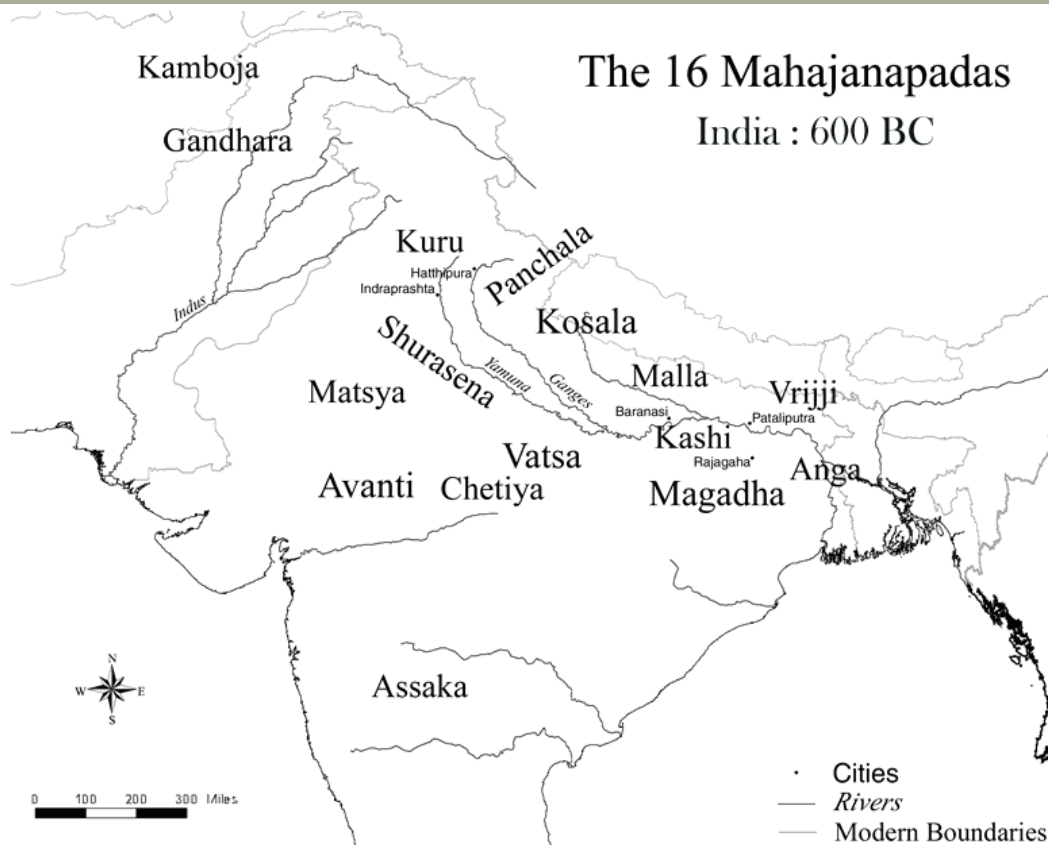 The 16 Mahajanapadas
India : 600 BC
Kamboja
Gandhara
Kuru
Hatthipura
Indraprashta
Panchala
Indus
Kosala
Shurasena
Yamuna
Ganges
Malla
Matsya
Vrijji
Baranasi
Pataliputra
Kashi
Vatsa
Rajagaha
Anga
Avanti
Chetiya
Magadha
Assaka
N
W E
S
0 100 200 300 Miles
Cities
Rivers
Modern Boundaries